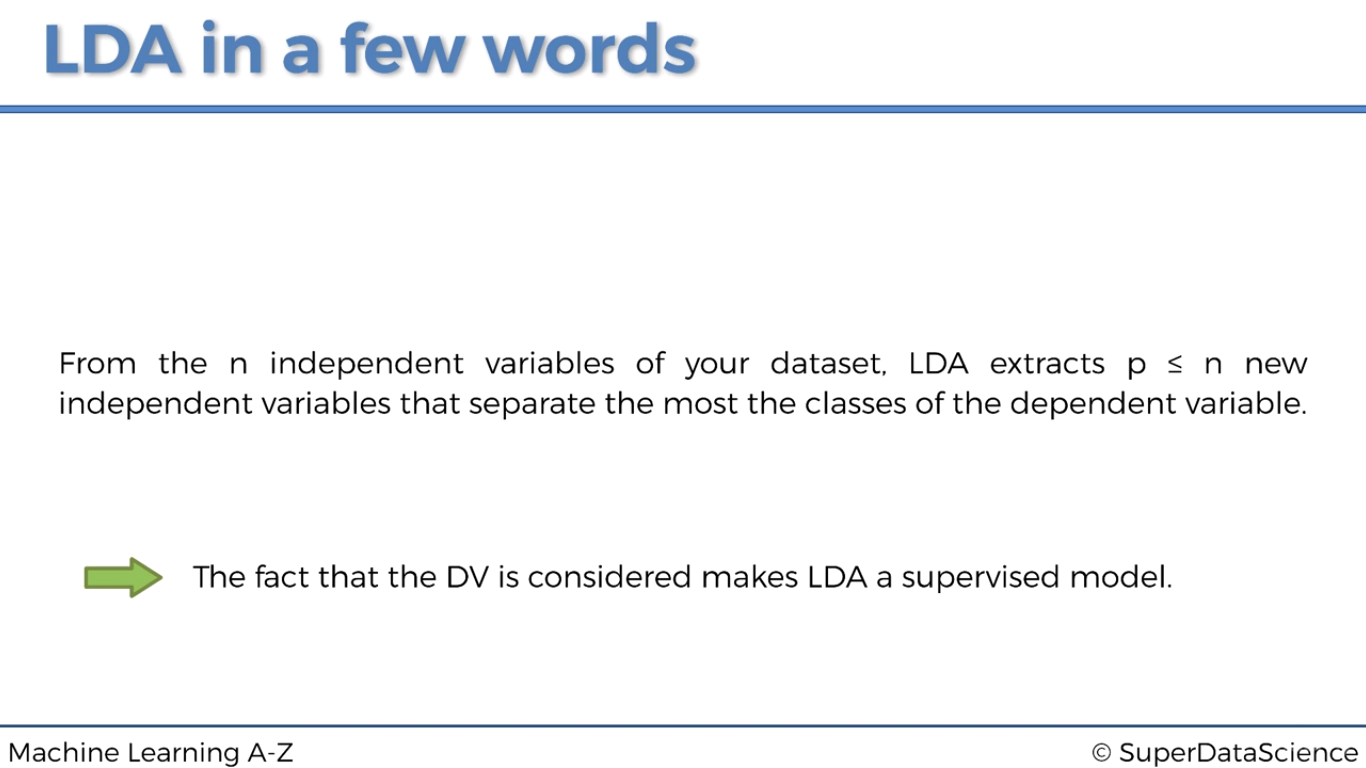 LDA in a few words
From the n independent variables of your dataset, LDA extracts p ≤ n new
independent variables that separate the most the classes of the dependent variable.
The fact that the DV is considered makes LDA a supervised model.
Machine Learning A-Z
© SuperDataScience